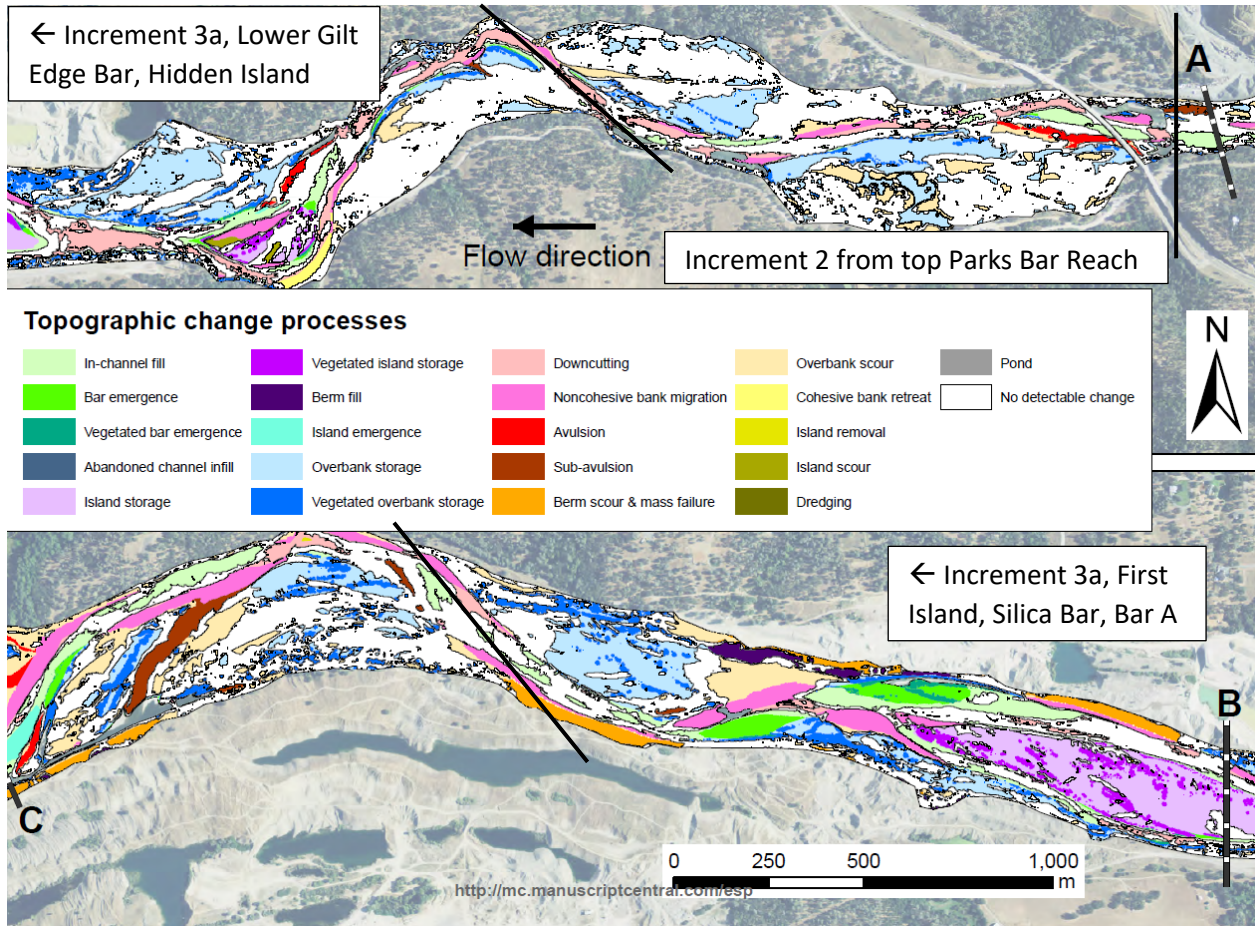 ← Increment 3a, Lower Gilt
Edge Bar, Hidden Island
A
Flow direction
Increment 2 from top Parks Bar Reach
Topographic change processes
In-channel fill
Bar emergence
Vegetated bar emergence
Abandoned channel infill
Island storage
Vegetated island storage
Berm fill
Island emergence
Overbank storage
Vegetated overbank storage
Downcutting
Noncohesive bank migration
Avulsion
Sub-avulsion
Berm scour & mass failure
Overbank scour
Cohesive bank retreat
Island removal
Island scour
Dredging
Pond
No detectable change
N
← Increment 3a, First
Island, Silica Bar, Bar A
B
C
0 250 500 1,000
m
http://mc.manuscriptcentral.com/esp